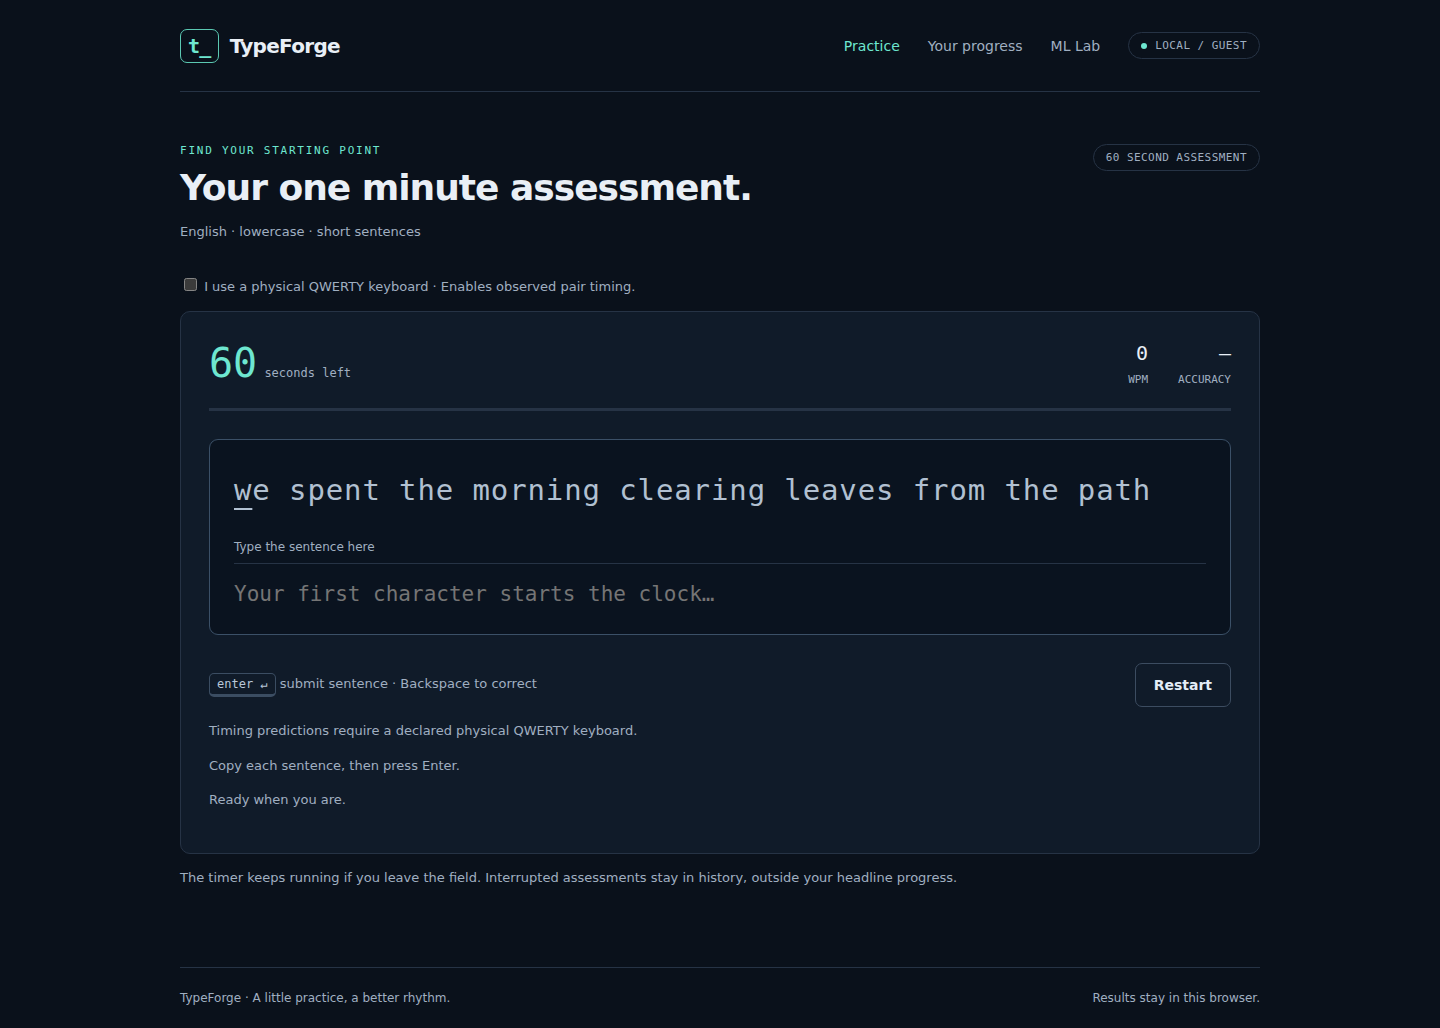 t_ TypeForge
Practice Your progress ML Lab LOCAL / GUEST
FIND YOUR STARTING POINT
60 SECOND ASSESSMENT
Your one minute assessment.
English · lowercase · short sentences
I use a physical QWERTY keyboard · Enables observed pair timing.
60 seconds left
0 WPM
— ACCURACY
we spent the morning clearing leaves from the path
Type the sentence here
Your first character starts the clock…
enter ↵ submit sentence · Backspace to correct
Restart
Timing predictions require a declared physical QWERTY keyboard.
Copy each sentence, then press Enter.
Ready when you are.
The timer keeps running if you leave the field. Interrupted assessments stay in history, outside your headline progress.
TypeForge · A little practice, a better rhythm.
Results stay in this browser.